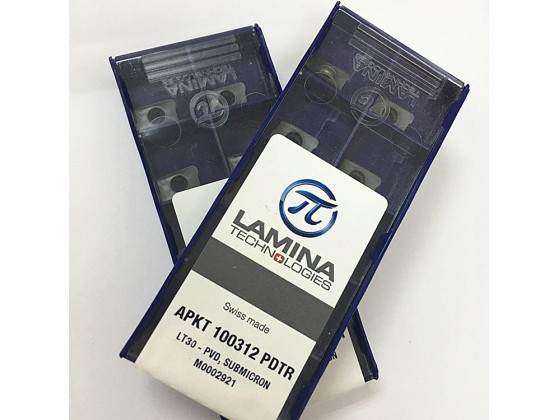 LAMINA
LAMINA
π
LAMINA
TECHNOLOGIES
Swiss made
APKT 100312 PDTR
LT30 - PVD, SUBMICRON
M0002921